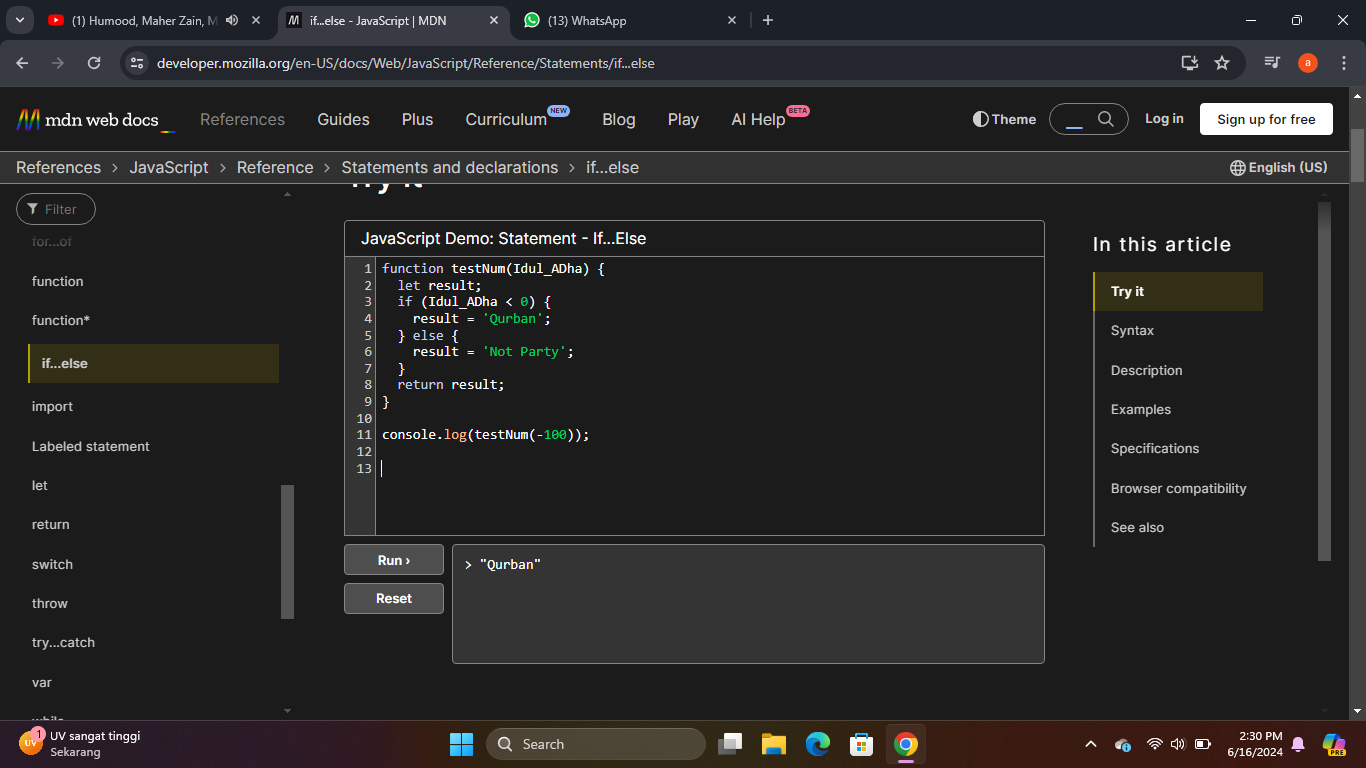 (1) Humood, Maher Zain, M
if...else - JavaScript | MDN
(13) WhatsApp
developer.mozilla.org/en-US/docs/Web/JavaScript/Reference/Statements/if...else
a
mdn web docs
References
Guides
Plus
Curriculum
NEW
Blog
Play
AI Help
BETA
Theme
Log in
Sign up for free
References > JavaScript > Reference > Statements and declarations > if...else
English (US)
Filter
for...of
function
function*
if...else
import
Labeled statement
let
return
switch
throw
try...catch
var
while
Try it
JavaScript Demo: Statement - If...Else
1 function testNum(Idul_ADha) {
2   let result;
3   if (Idul_ADha < 0) {
4     result = 'Qurban';
5   } else {
6     result = 'Not Party';
7   }
8   return result;
9 }
10
11 console.log(testNum(-100));
12
13
Run ›
Reset
> "Qurban"
In this article
Try it
Syntax
Description
Examples
Specifications
Browser compatibility
See also
UV
1
UV sangat tinggi
Sekarang
Search
2:30 PM
6/16/2024
PRE